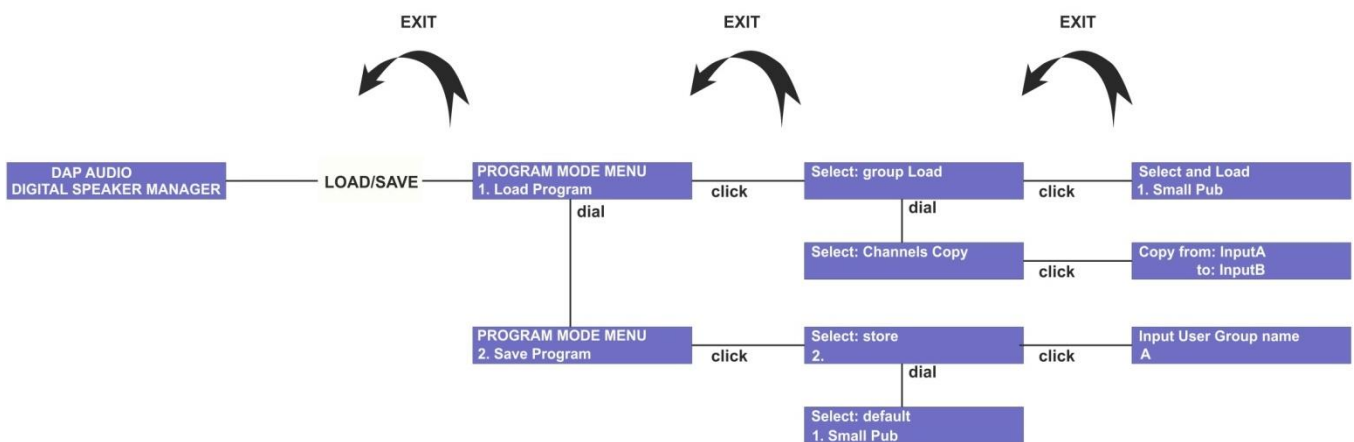 EXIT
EXIT
EXIT
DAP AUDIO
DIGITAL SPEAKER MANAGER
LOAD/SAVE
PROGRAM MODE MENU
1. Load Program
click
Select: group Load
click
Select and Load
1. Small Pub
dial
dial
Select: Channels Copy
click
Copy from: InputA
to: InputB
PROGRAM MODE MENU
2. Save Program
click
Select: store
2.
click
Input User Group name
A
dial
Select: default
1. Small Pub